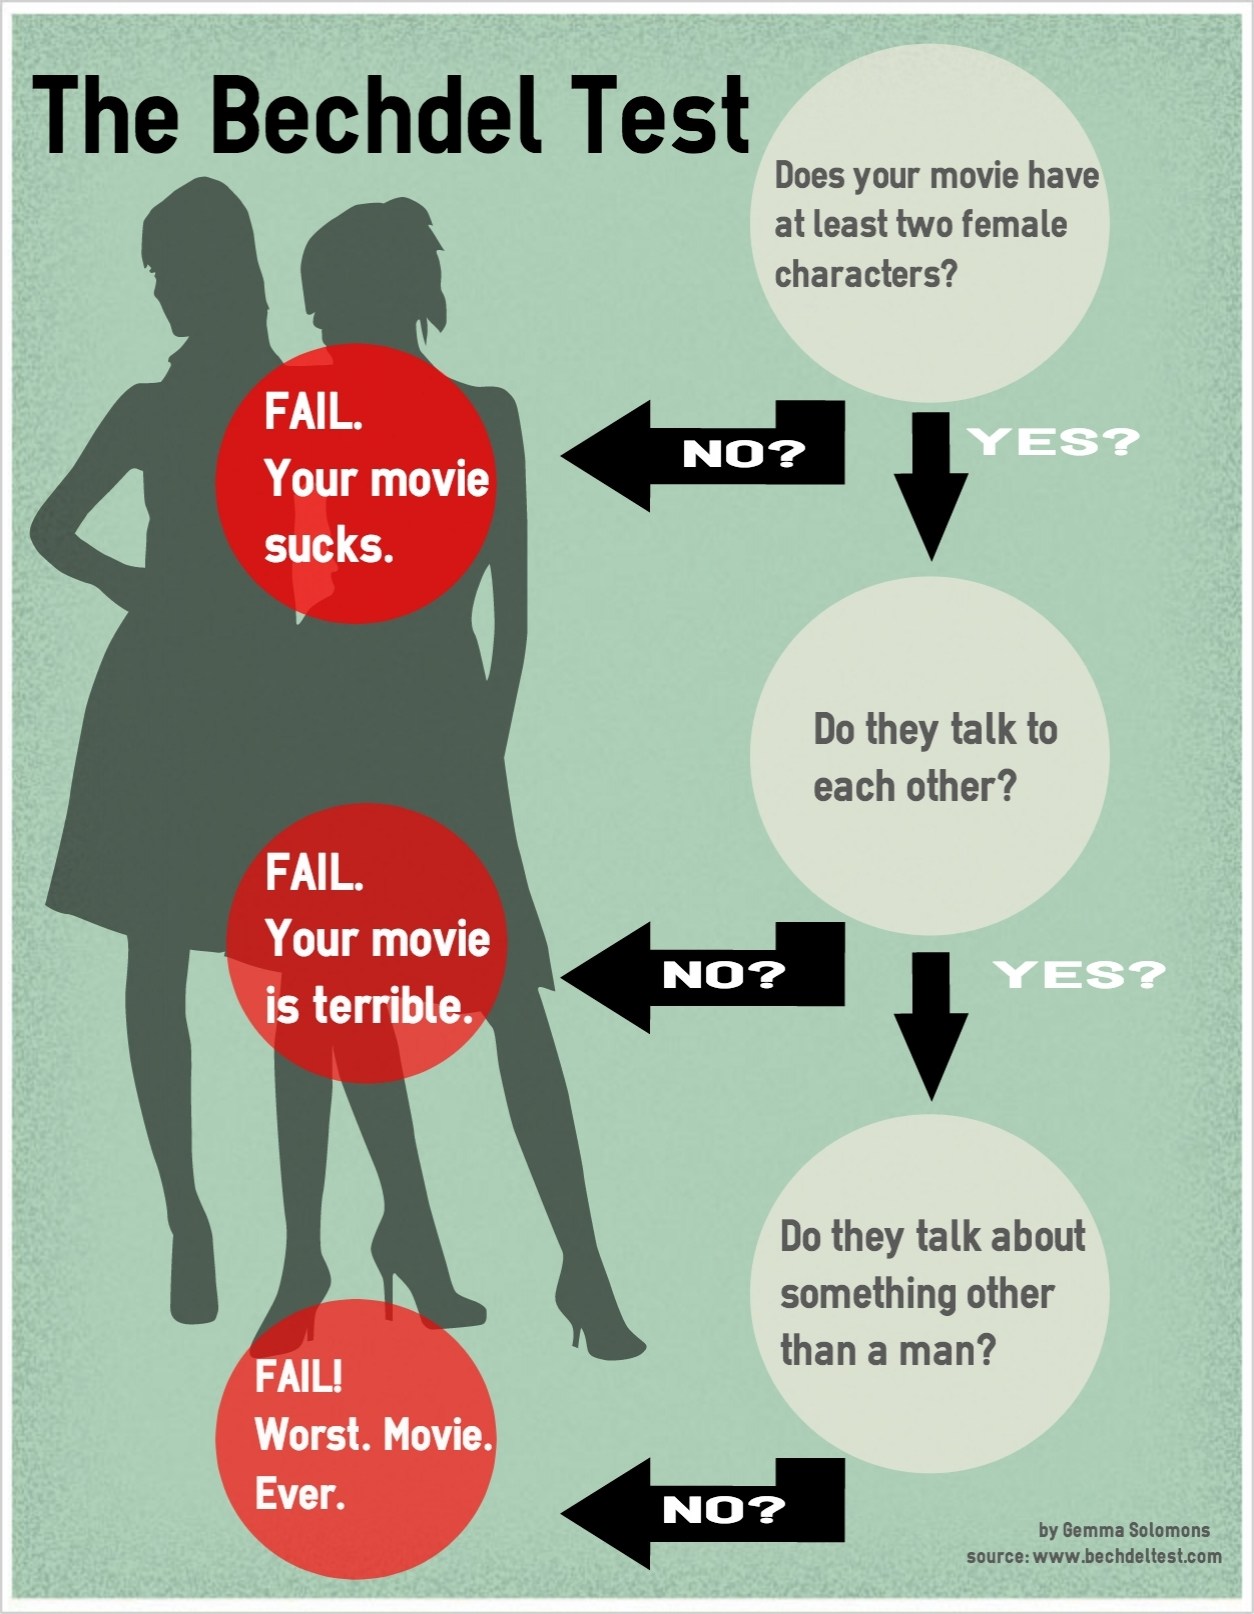 The Bechdel Test
Does your movie have
at least two female
characters?
NO?
YES?
FAIL.
Your movie
sucks.
Do they talk to
each other?
NO?
YES?
FAIL.
Your movie
is terrible.
Do they talk about
something other
than a man?
NO?
FAIL!
Worst. Movie.
Ever.
by Gemma Solomons
source: www.bechdeltest.com